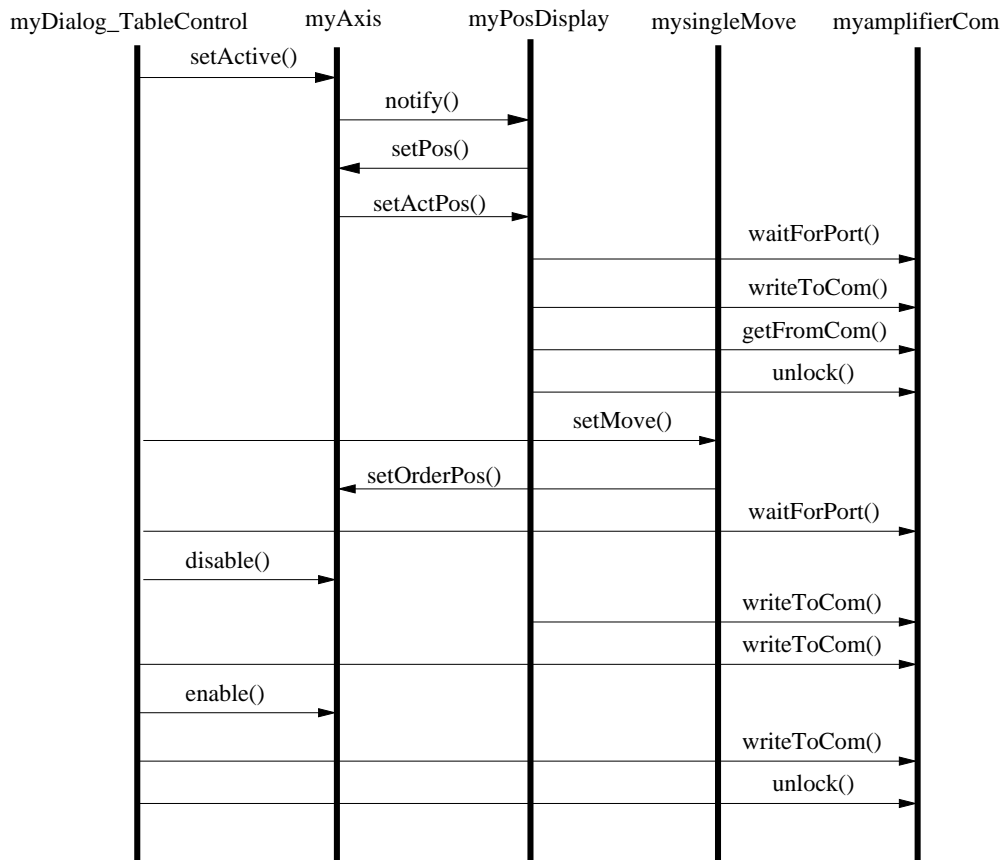 myDialog_TableControl myAxis myPosDisplay mysingleMove myamplifierCom
setActive()
notify()
setPos()
setActPos()
waitForPort()
writeToCom()
getFromCom()
unlock()
setMove()
setOrderPos()
waitForPort()
disable()
writeToCom()
writeToCom()
enable()
writeToCom()
unlock()